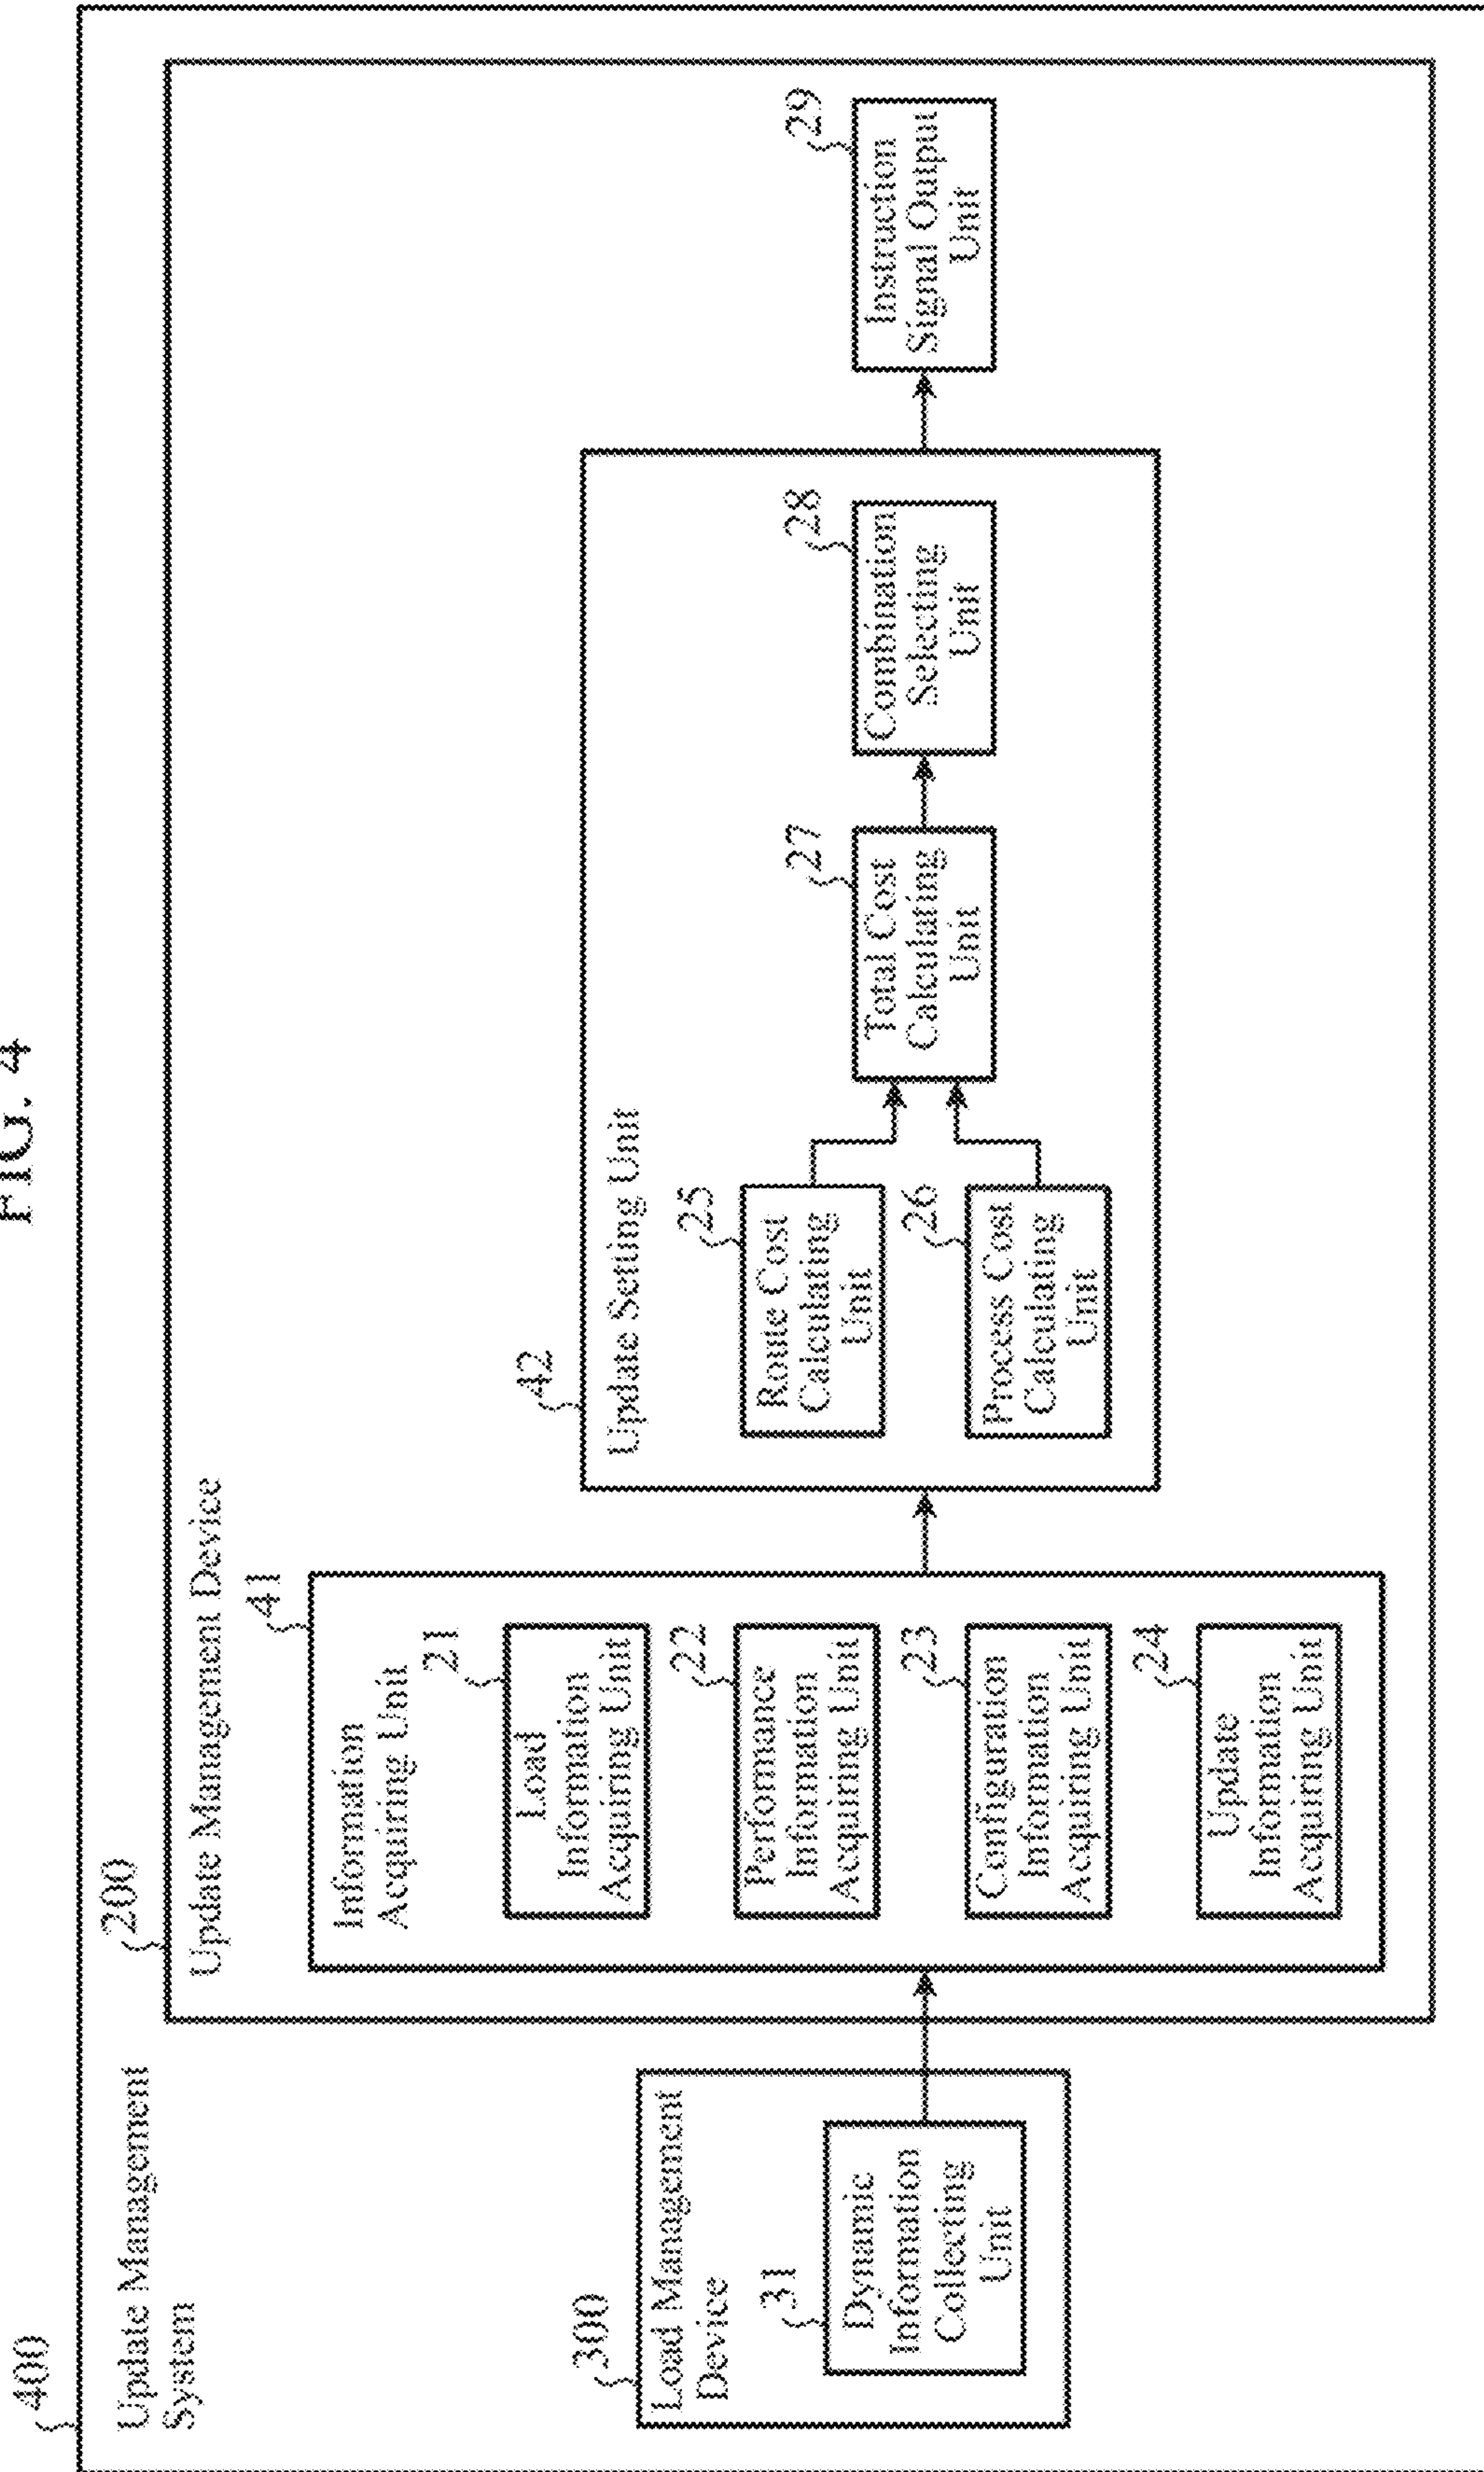 FIG. 4
400
Update Management
System
300
Load Management
Device
31
Dynamic
Information
Collecting
Unit
200
Update Management Device
41
Information
Acquiring Unit
21
Load
Information
Acquiring Unit
22
Performance
Information
Acquiring Unit
23
Configuration
Information
Acquiring Unit
24
Update
Information
Acquiring Unit
42
Update Setting Unit
25
Route Cost
Calculating
Unit
26
Process Cost
Calculating
Unit
27
Total Cost
Calculating
Unit
28
Combination
Selecting
Unit
29
Instruction
Signal Output
Unit